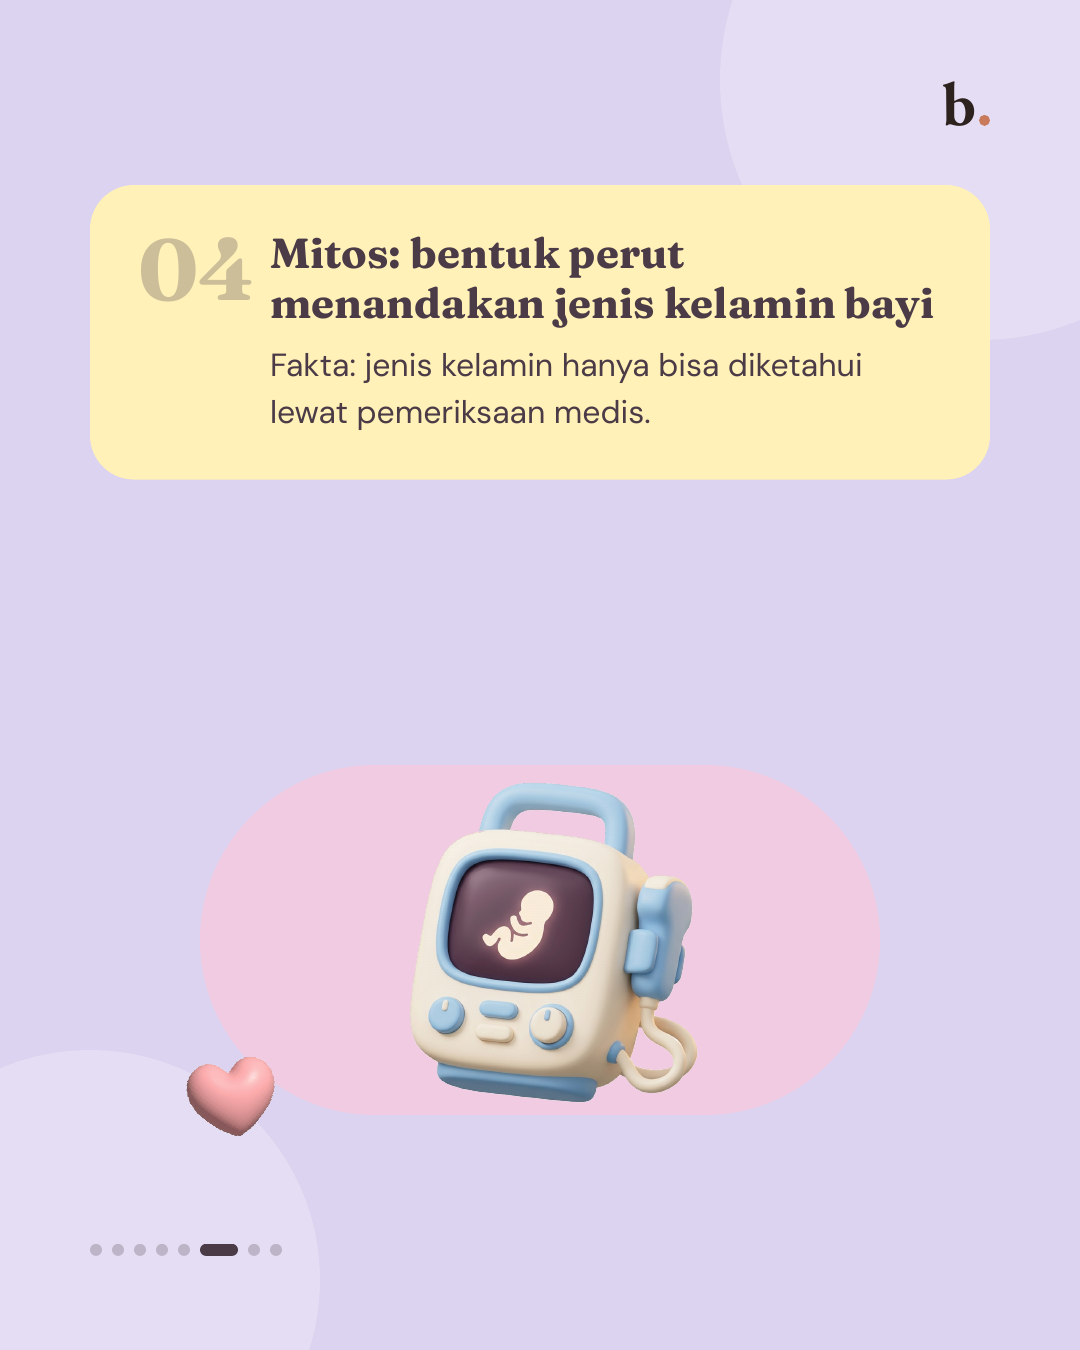 b.
04
Mitos: bentuk perut
menandakan jenis kelamin bayi
Fakta: jenis kelamin hanya bisa diketahui
lewat pemeriksaan medis.